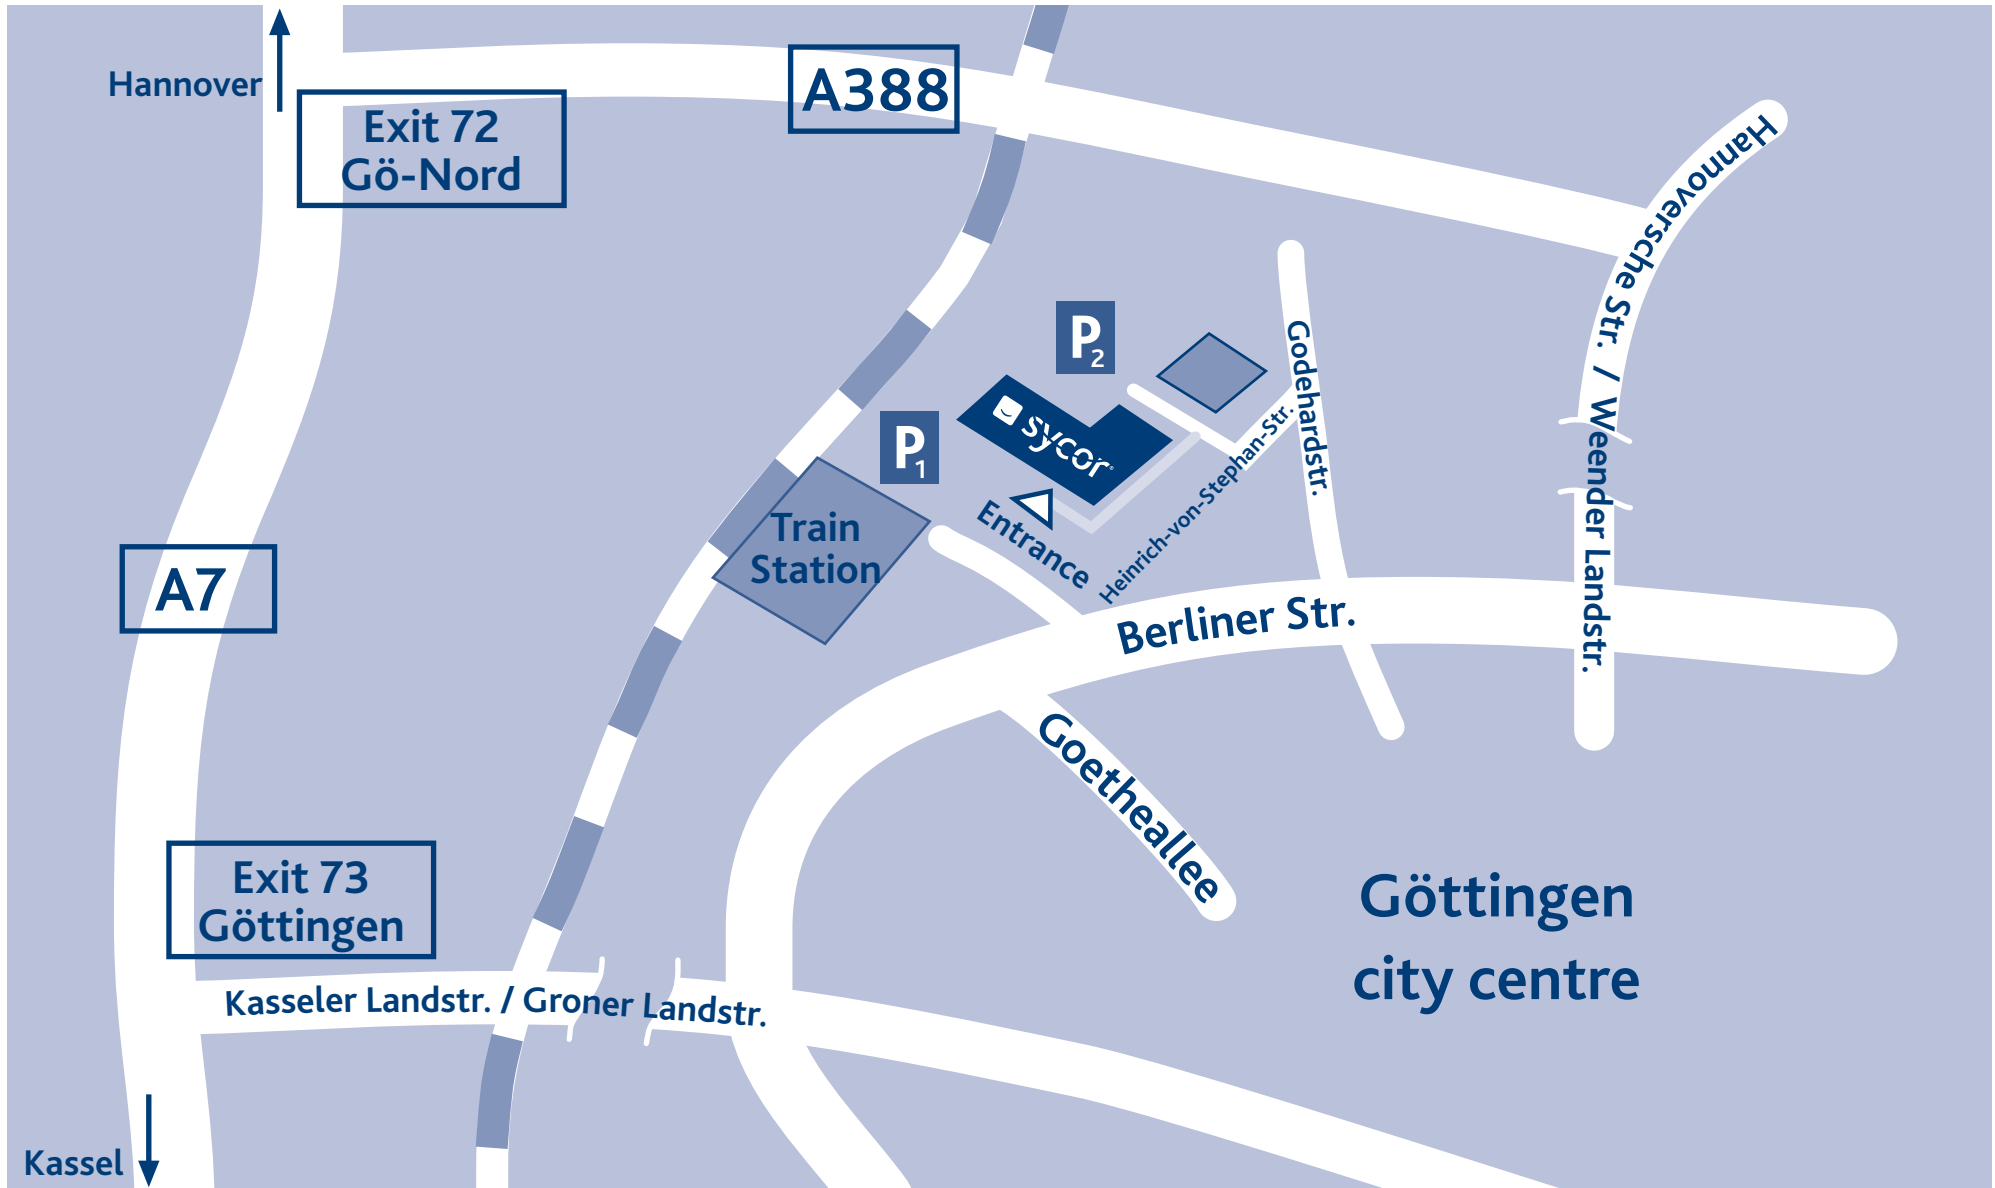 Hannover
A388
Exit 72
Gö-Nord
Hannoversche Str. / Weender Landstr.
P2
Godehardstr.
sycor
P1
Heinrich-von-Stephan-Str.
Entrance
Train
Station
A7
Berliner Str.
Goetheallee
Exit 73
Göttingen
Göttingen
city centre
Kasseler Landstr. / Groner Landstr.
Kassel